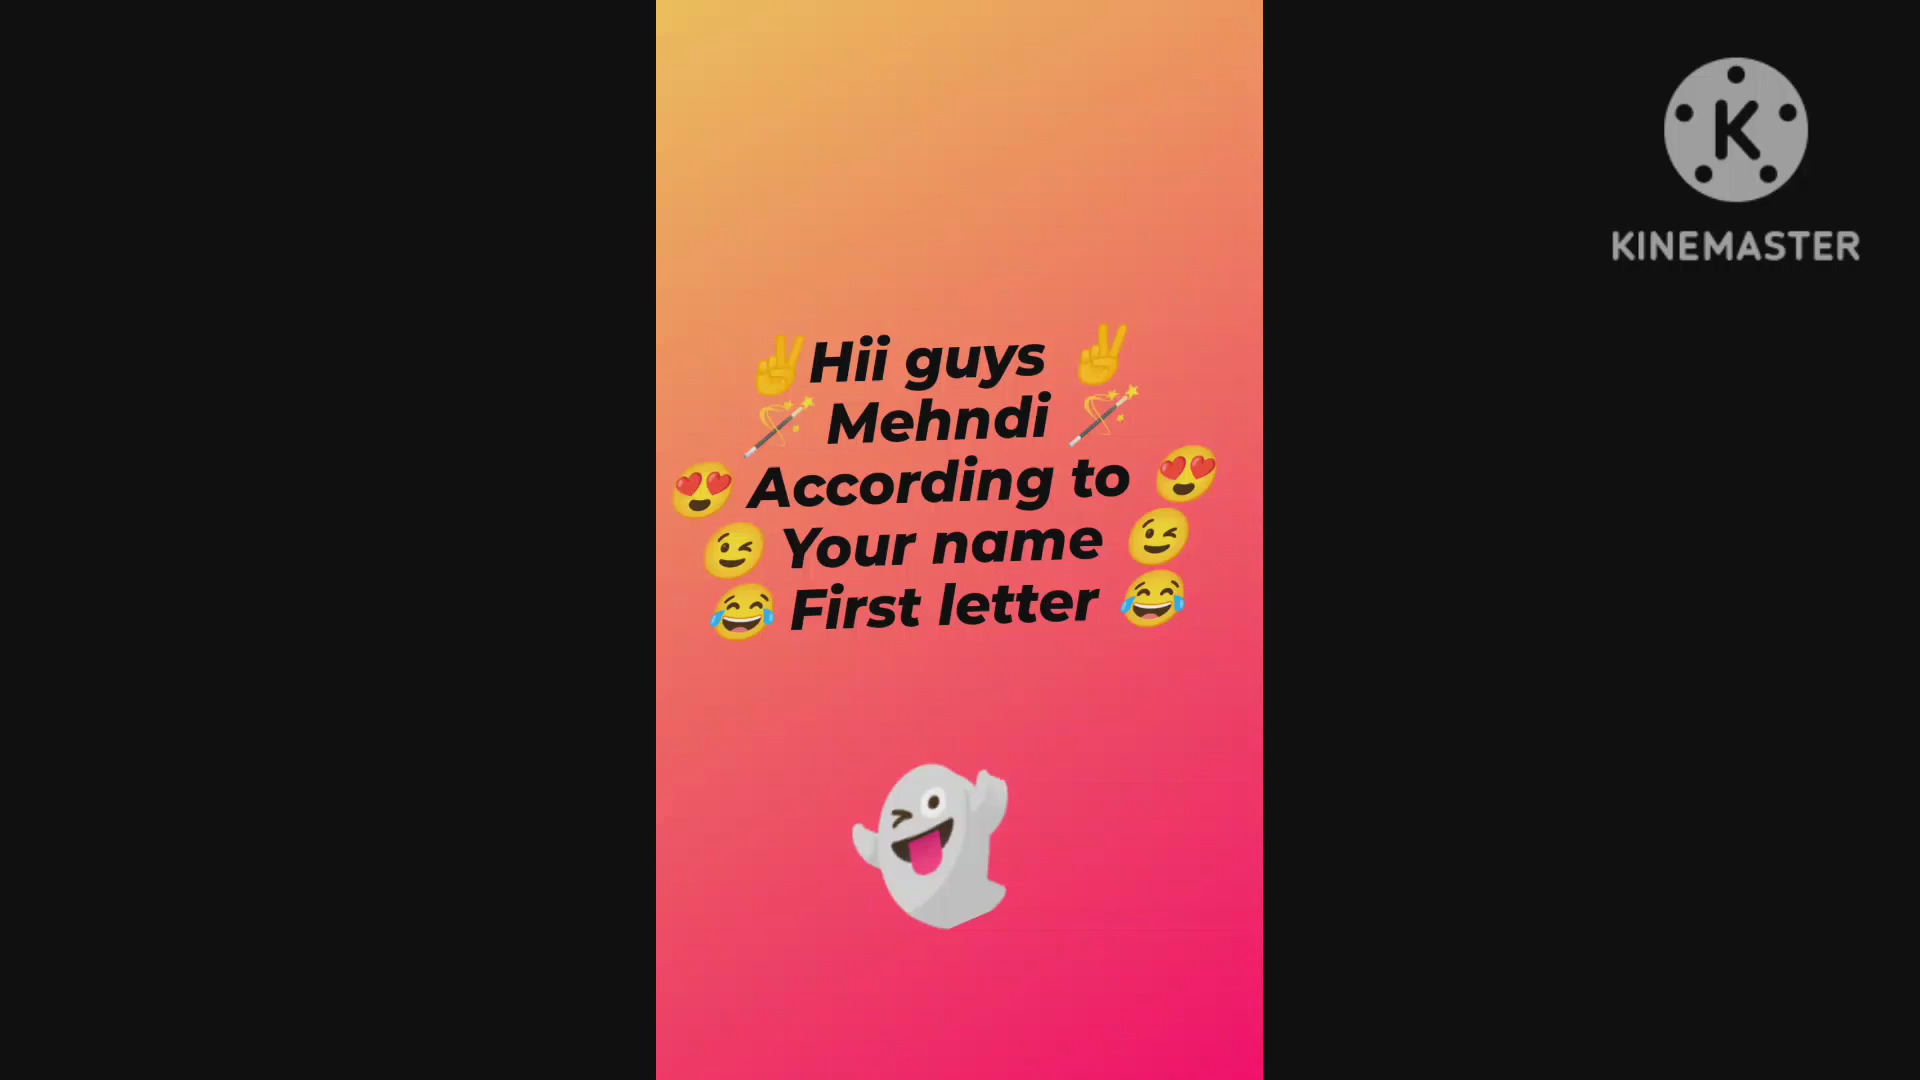 ✌️Hii guys ✌️
🪄 Mehndi 🪄
😍 According to 😍
😉 Your name 😉
😂 First letter 😂
K
KINEMASTER